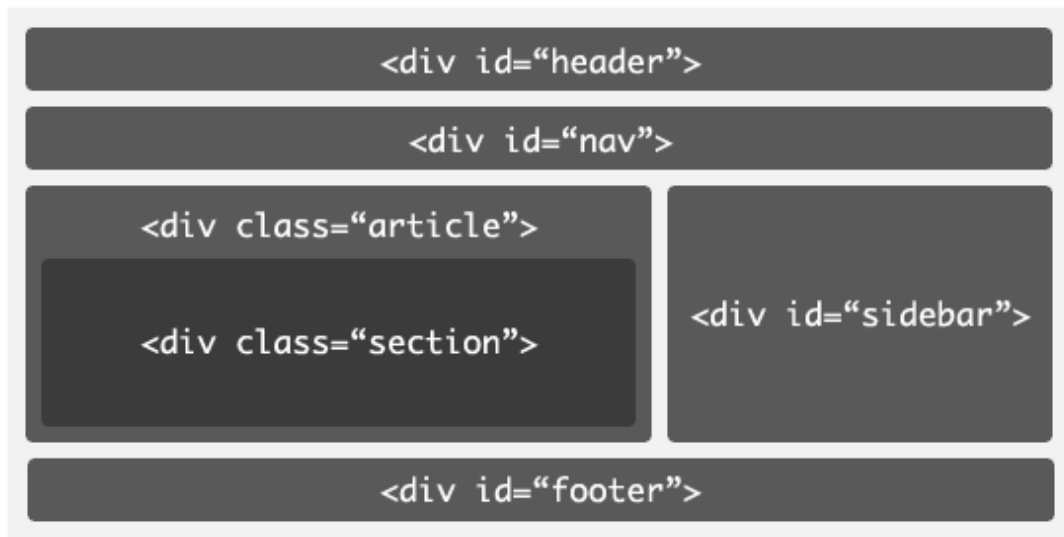 <div id=“header”>
<div id=“nav”>
<div class=“article”>
<div class=“section”>
<div id=“sidebar”>
<div id=“footer”>